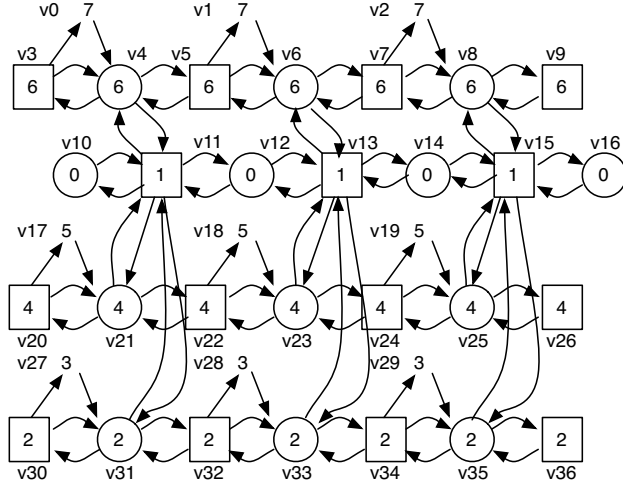 v0 7 v1 7 v2 7
v3 v4 v5 v6 v7 v8 v9
6 6 6 6 6 6 6
v10 v11 v12 v13 v14 v15 v16
0 1 0 1 0 1 0
v17 5 v18 5 v19 5
4 4 4 4 4 4 4
v20 v21 v22 v23 v24 v25 v26
v27 3 v28 3 v29 3
2 2 2 2 2 2 2
v30 v31 v32 v33 v34 v35 v36